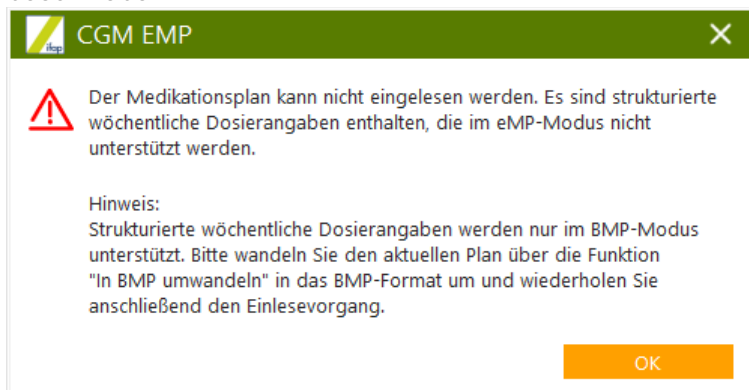 ifap CGM EMP
Der Medikationsplan kann nicht eingelesen werden. Es sind strukturierte
wöchentliche Dosierangaben enthalten, die im eMP-Modus nicht
unterstützt werden.
Hinweis:
Strukturierte wöchentliche Dosierangaben werden nur im BMP-Modus
unterstützt. Bitte wandeln Sie den aktuellen Plan über die Funktion
"In BMP umwandeln" in das BMP-Format um und wiederholen Sie
anschließend den Einlesevorgang.
OK